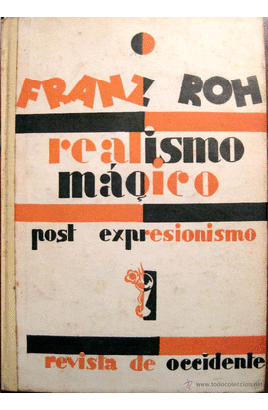 FRANZ ROH
realismo
mágico
post expresionismo
revista de occidente
© www.todocoleccion.net